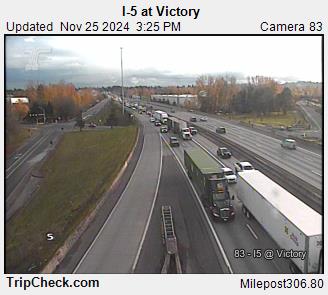 I-5 at Victory
Updated Nov 25 2024 3:25 PM Camera 83
S
83 - I5 @ Victory
TripCheck.com Milepost306.80